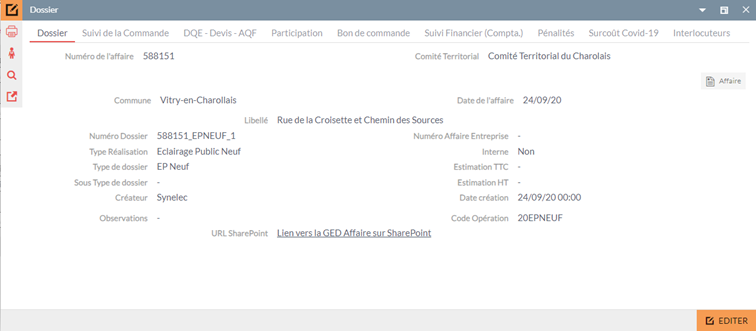 Dossier
Dossier Suivi de la Commande DQE - Devis - AQF Participation Bon de commande Suivi Financier (Compta.) Pénalités Surcoût Covid-19 Interlocuteurs
Numéro de l'affaire 588151 Comité Territorial Comité Territorial du Charolais
Affaire
Commune Vitry-en-Charollais Date de l'affaire 24/09/20
Libellé Rue de la Croisette et Chemin des Sources
Numéro Dossier 588151_EPNEUF_1 Numéro Affaire Entreprise -
Type Réalisation Eclairage Public Neuf Interne Non
Type de dossier EP Neuf Estimation TTC -
Sous Type de dossier - Estimation HT -
Créateur Synelec Date création 24/09/20 00:00
Observations - Code Opération 20EPNEUF
URL SharePoint Lien vers la GED Affaire sur SharePoint
EDITER